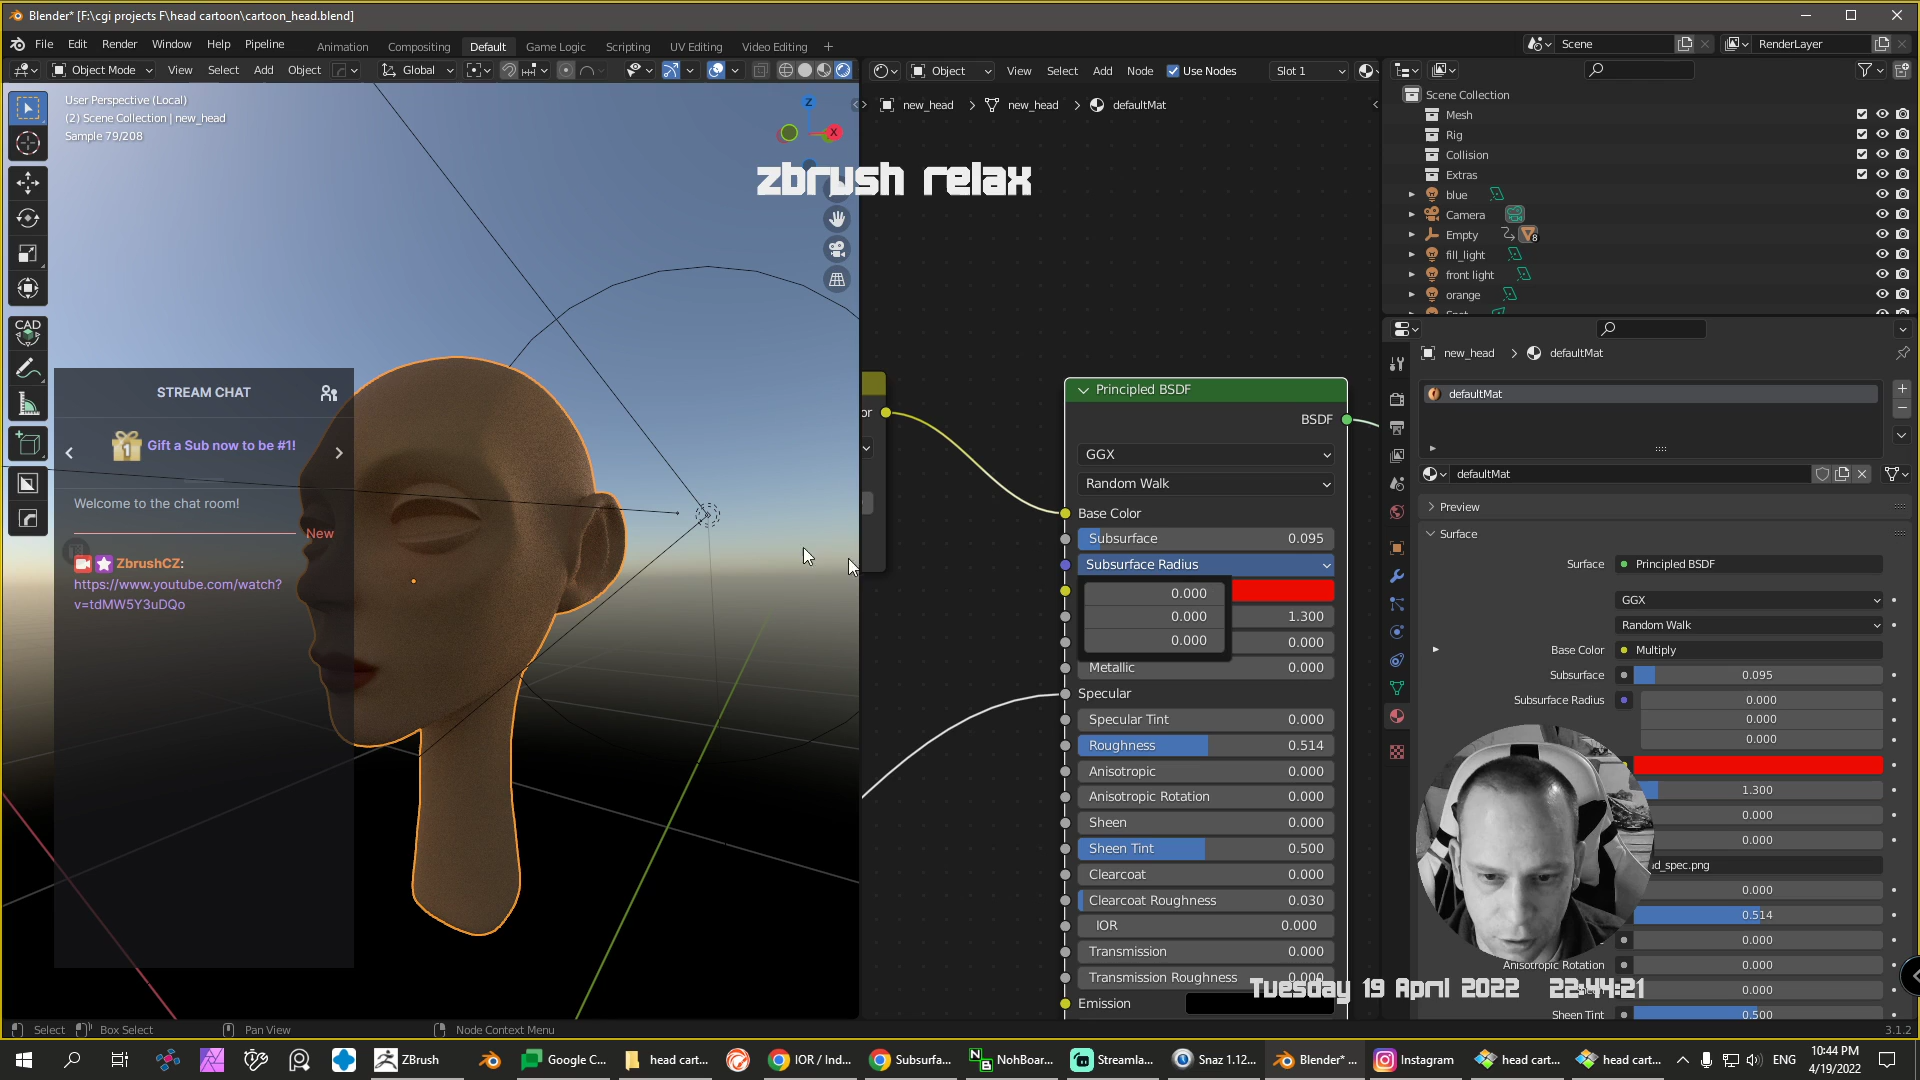 Blender* [F:\cgi projects F\head cartoon\cartoon_head.blend]
File Edit Render Window Help Pipeline
Animation Compositing Default Game Logic Scripting UV Editing Video Editing +
Scene RenderLayer
Object Mode View Select Add Object Global
Object View Select Add Node Use Nodes Slot 1
User Perspective (Local)
(2) Scene Collection | new_head
Sample 79/208
Z
X
CAD
new_head > new_head > defaultMat
zbrush relax
STREAM CHAT
1 Gift a Sub now to be #1!
Welcome to the chat room!
New
ZbrushCZ:
https://www.youtube.com/watch?
v=tdMW5Y3uDQo
or
Principled BSDF
BSDF
GGX
Random Walk
Base Color
Subsurface 0.095
Subsurface Radius
0.000
0.000 1.300
0.000 0.000
Metallic 0.000
Specular
Specular Tint 0.000
Roughness 0.514
Anisotropic 0.000
Anisotropic Rotation 0.000
Sheen 0.000
Sheen Tint 0.500
Clearcoat 0.000
Clearcoat Roughness 0.030
IOR 0.000
Transmission 0.000
Transmission Roughness 0.000
Emission
Scene Collection
Mesh
Rig
Collision
Extras
blue
Camera
Empty 8
fill_light
front light
orange
new_head > defaultMat
defaultMat
defaultMat
Preview
Surface
Surface Principled BSDF
GGX
Random Walk
Base Color Multiply
Subsurface 0.095
Subsurface Radius 0.000
0.000
0.000
1.300
0.000
0.000
d_spec.png
0.000
0.514
0.000
Anisotropic Rotation 0.000
0.000
Sheen Tint 0.500
Tuesday 19 April 2022 22:44:21
Select Box Select Pan View Node Context Menu 3.1.2
ZBrush Google C... head cart... IOR / Ind... Subsurfa... NohBoar... Streamla... Snaz 1.12... Blender* ... Instagram head cart... head cart... ENG
10:44 PM
4/19/2022